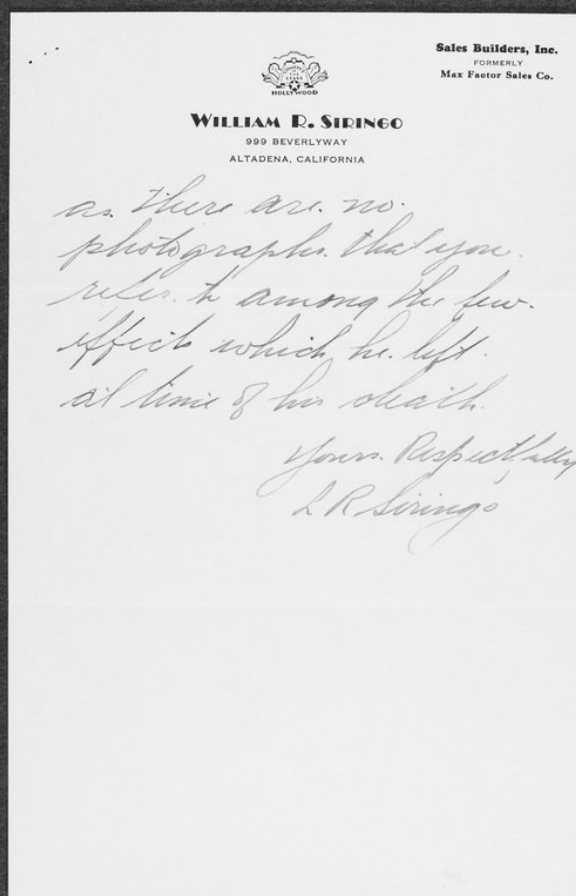 Sales Builders, Inc.
FORMERLY
Max Factor Sales Co.
HOLLYWOOD
WILLIAM R. SIRINGO
999 BEVERLYWAY
ALTADENA, CALIFORNIA
as there are no
photographs that you
refer to among the few
effects which he left
at time of his death.
Yours Respectfully
L R Siringo